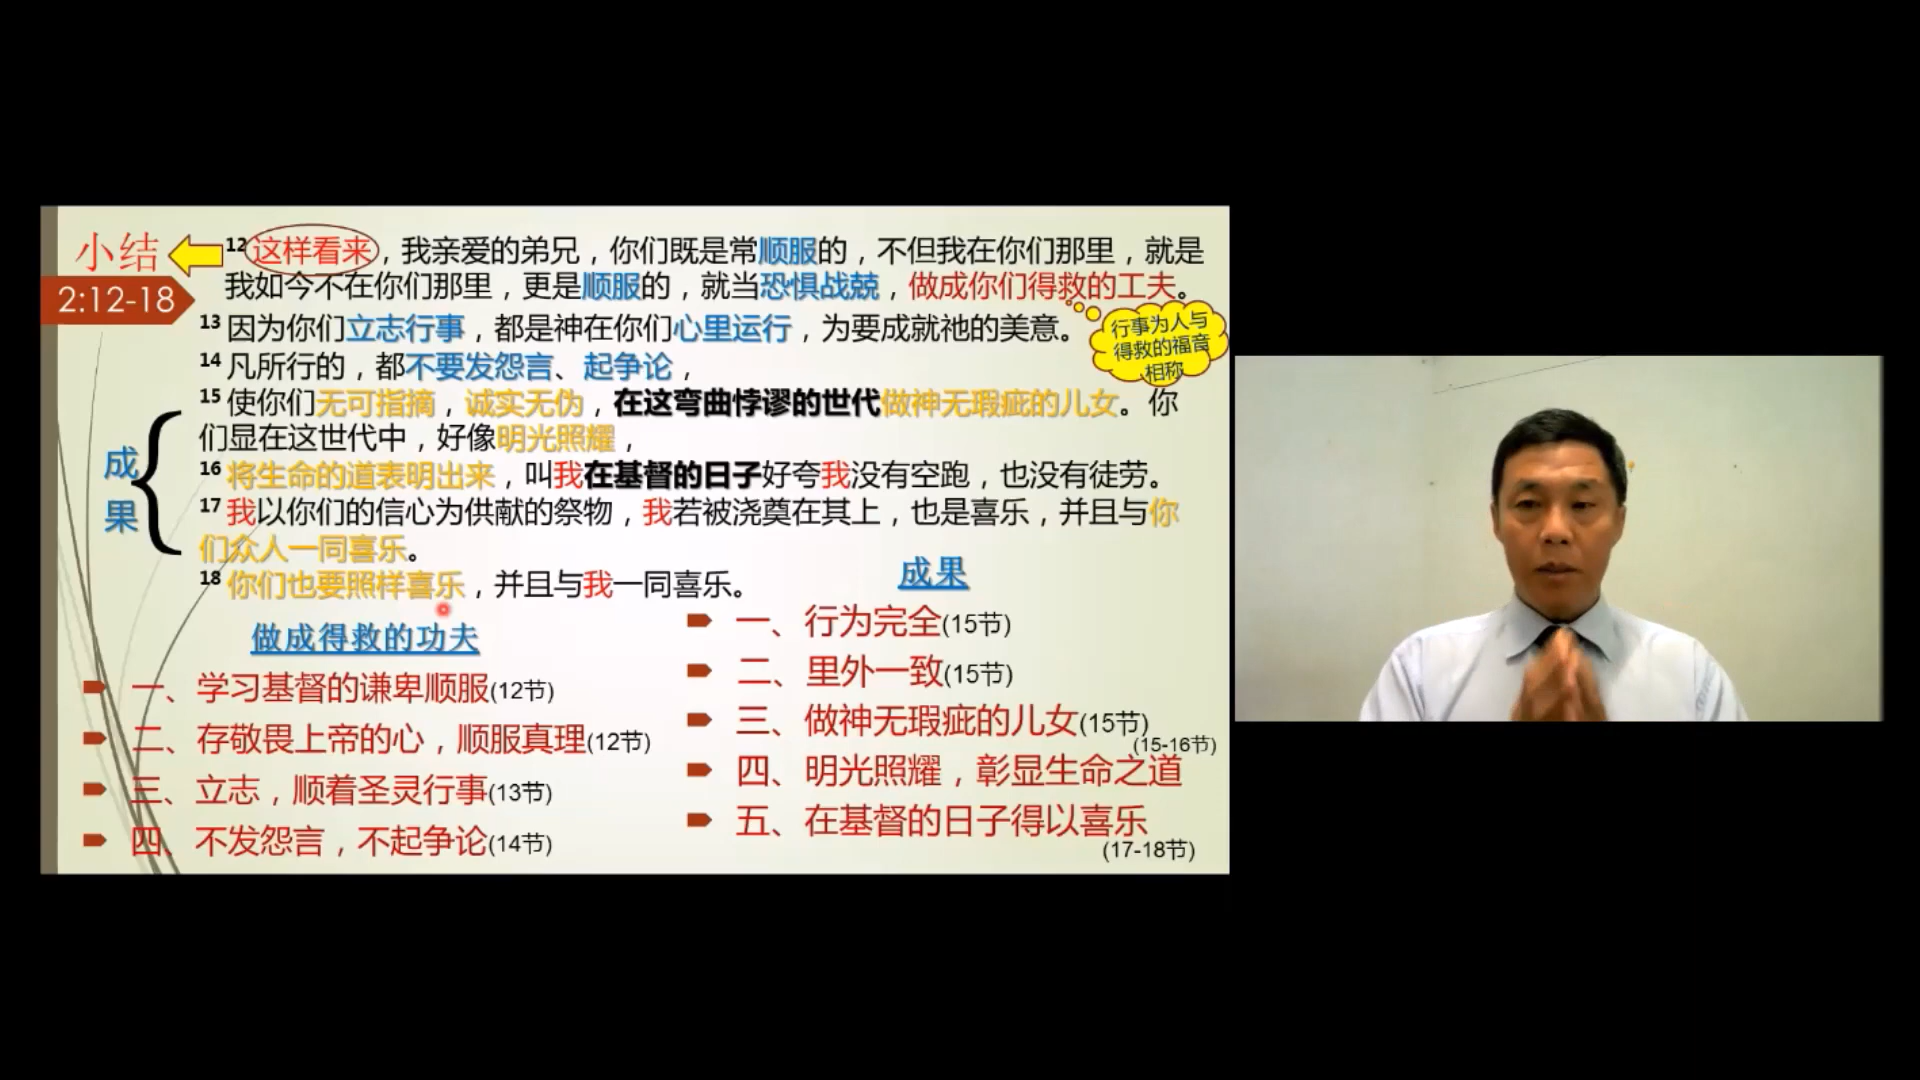 小结
2:12-18
12 这样看来，我亲爱的弟兄，你们既是常顺服的，不但我在你们那里，就是
我如今不在你们那里，更是顺服的，就当恐惧战兢，做成你们得救的工夫。
13 因为你们立志行事，都是神在你们心里运行，为要成就祂的美意。
行事为人与
得救的福音
相称
14 凡所行的，都不要发怨言、起争论，
15 使你们无可指摘，诚实无伪，在这弯曲悖谬的世代做神无瑕疵的儿女。你
们显在这世代中，好像明光照耀，
成
果
16 将生命的道表明出来，叫我在基督的日子好夸我没有空跑，也没有徒劳。
17 我以你们的信心为供献的祭物，我若被浇奠在其上，也是喜乐，并且与你
们众人一同喜乐。
18 你们也要照样喜乐，并且与我一同喜乐。
做成得救的功夫
一、学习基督的谦卑顺服(12节)
二、存敬畏上帝的心，顺服真理(12节)
三、立志，顺着圣灵行事(13节)
四、不发怨言，不起争论(14节)
成果
一、行为完全(15节)
二、里外一致(15节)
三、做神无瑕疵的儿女(15节)
(15-16节)
四、明光照耀，彰显生命之道
五、在基督的日子得以喜乐
(17-18节)